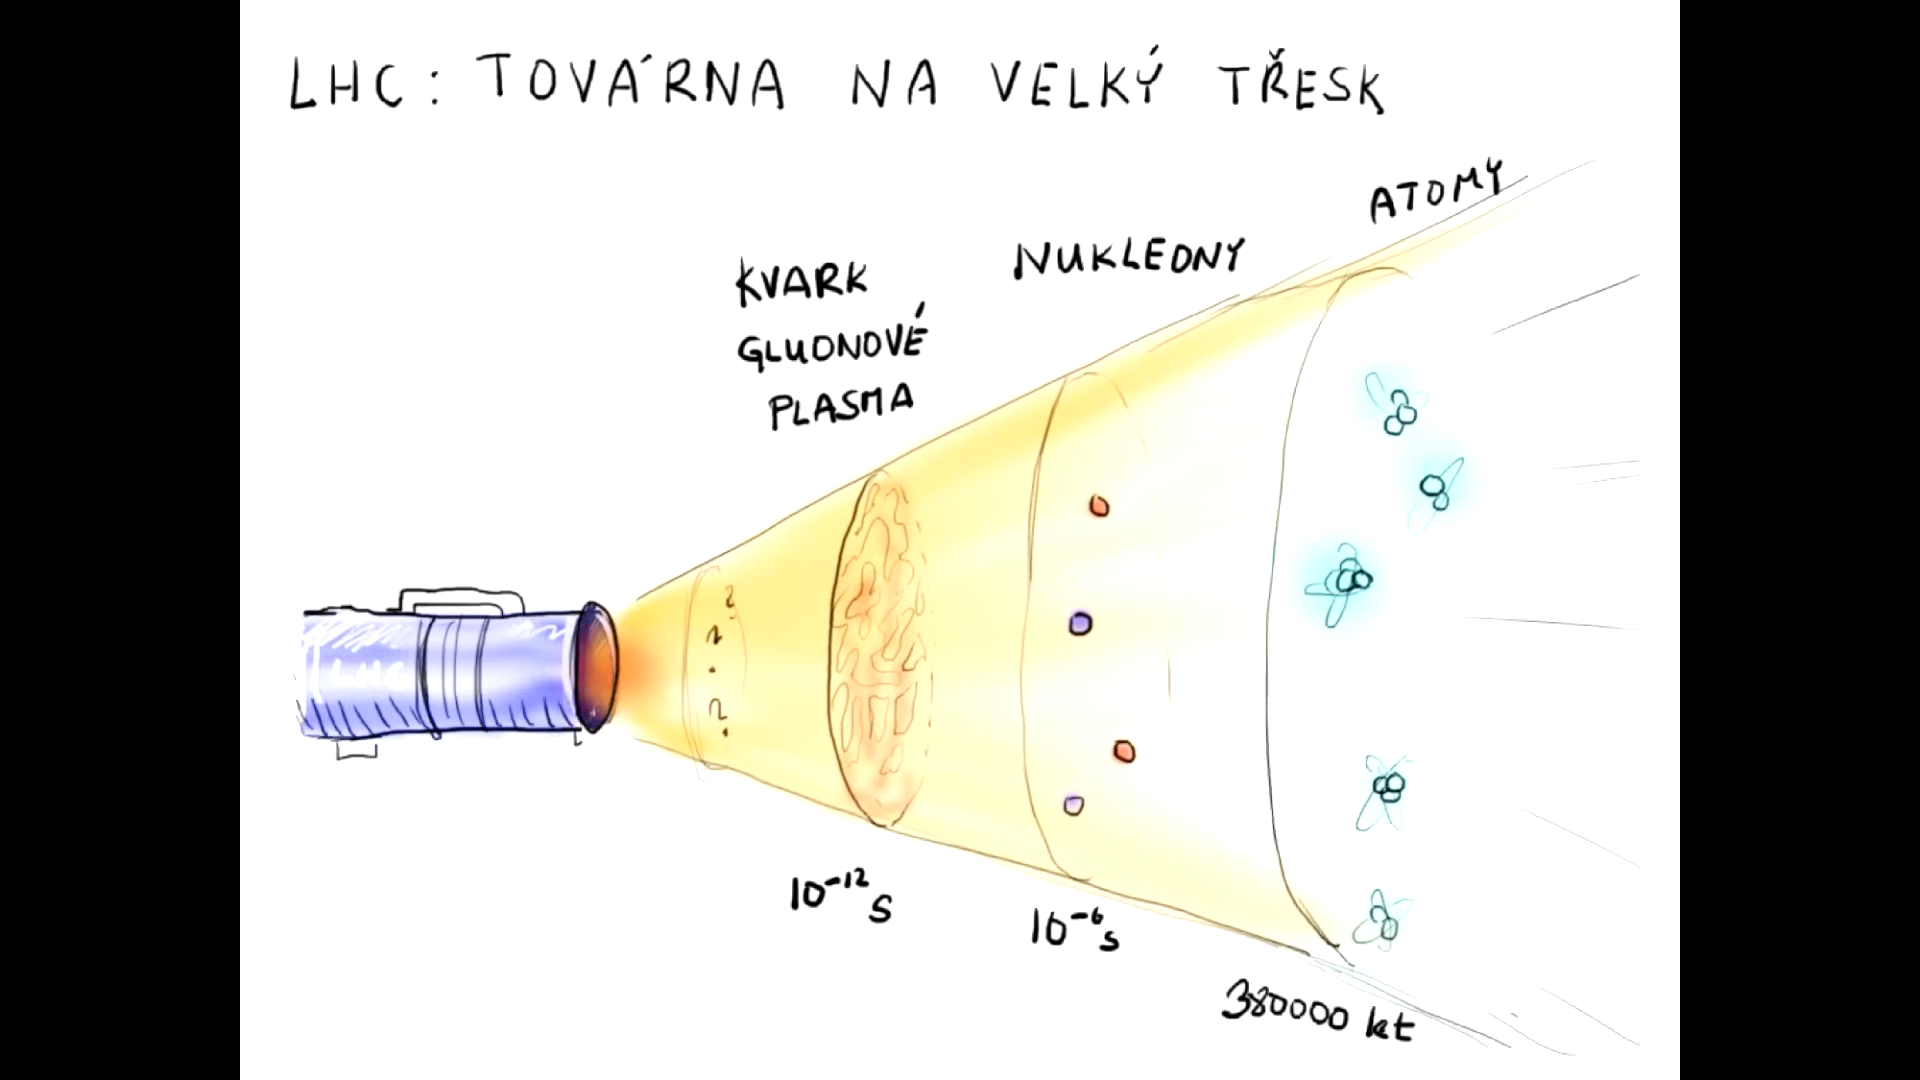 LHC: TOVÁRNA NA VELKÝ TŘESK
ATOMY
NUKLEONY
KVARK
GLUONOVÉ
PLASMA
? ? ?
LHC
10⁻¹² s
10⁻⁶ s
380000 let